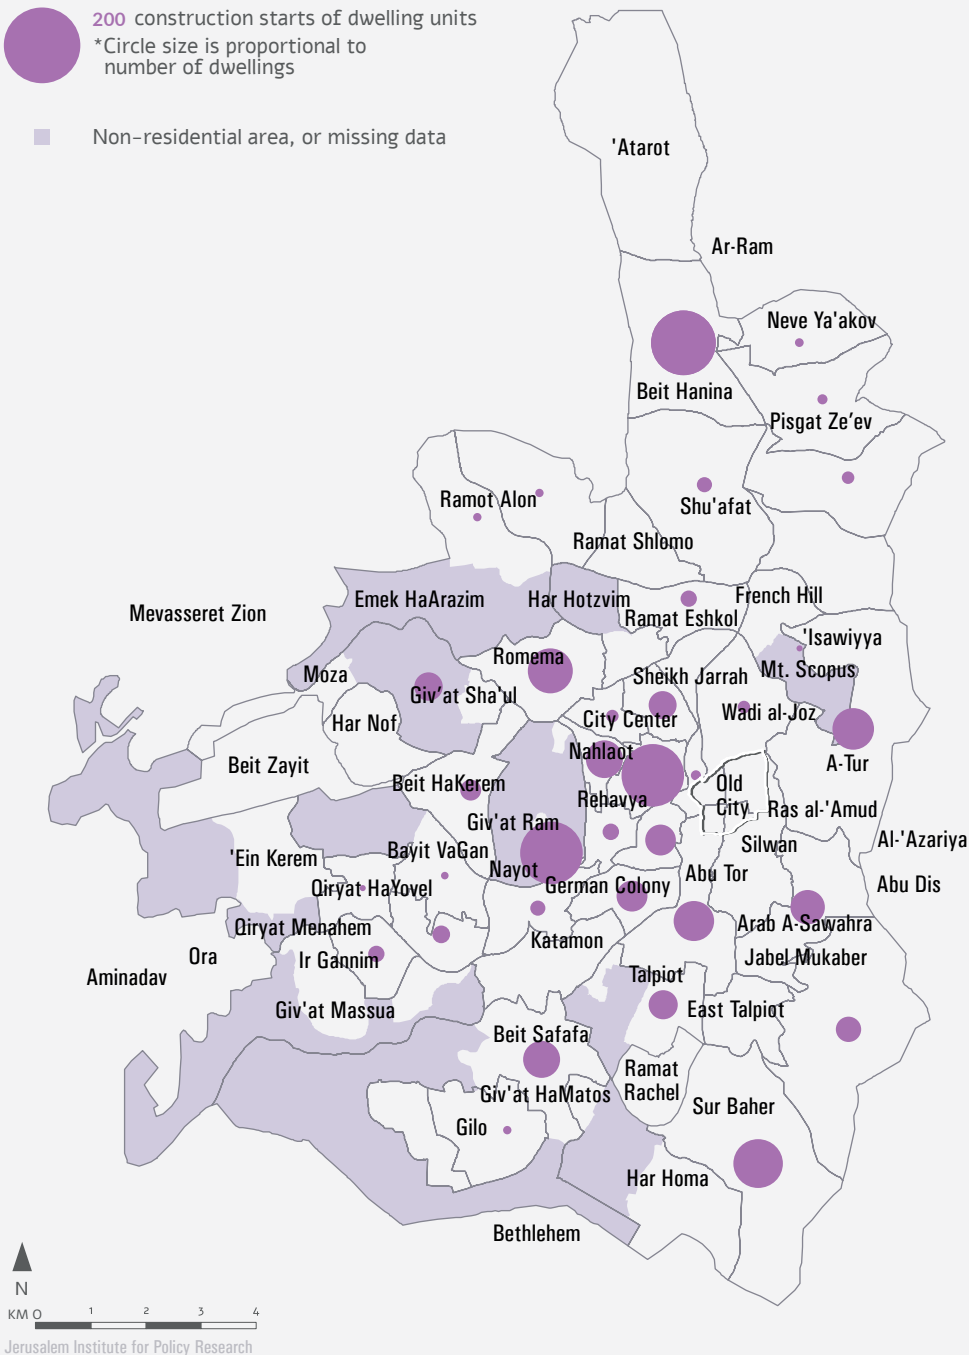 200 construction starts of dwelling units
*Circle size is proportional to
number of dwellings
Non-residential area, or missing data
'Atarot
Ar-Ram
Neve Ya'akov
Beit Hanina
Pisgat Ze'ev
Ramot Alon
Shu'afat
Ramat Shlomo
Mevasseret Zion
Emek HaArazim
Har Hotzvim
French Hill
Ramat Eshkol
'Isawiyya
Romema
Mt. Scopus
Moza
Sheikh Jarrah
Giv'at Sha'ul
Har Nof
City Center
Wadi al-Joz
Nahlaot
Beit Zayit
A-Tur
Beit HaKerem
Old
City
Rehavya
Ras al-'Amud
Giv'at Ram
Al-'Azariya
Silwan
'Ein Kerem
Bayit VaGan
Nayot
Abu Tor
Abu Dis
Qiryat HaYovel
German Colony
Qiryat Menahem
Arab A-Sawahra
Katamon
Ora
Ir Gannim
Jabel Mukaber
Aminadav
Talpiot
Giv'at Massua
East Talpiot
Beit Safafa
Ramat
Rachel
Giv'at HaMatos
Sur Baher
Gilo
Har Homa
Bethlehem
N
KM 0 1 2 3 4
Jerusalem Institute for Policy Research